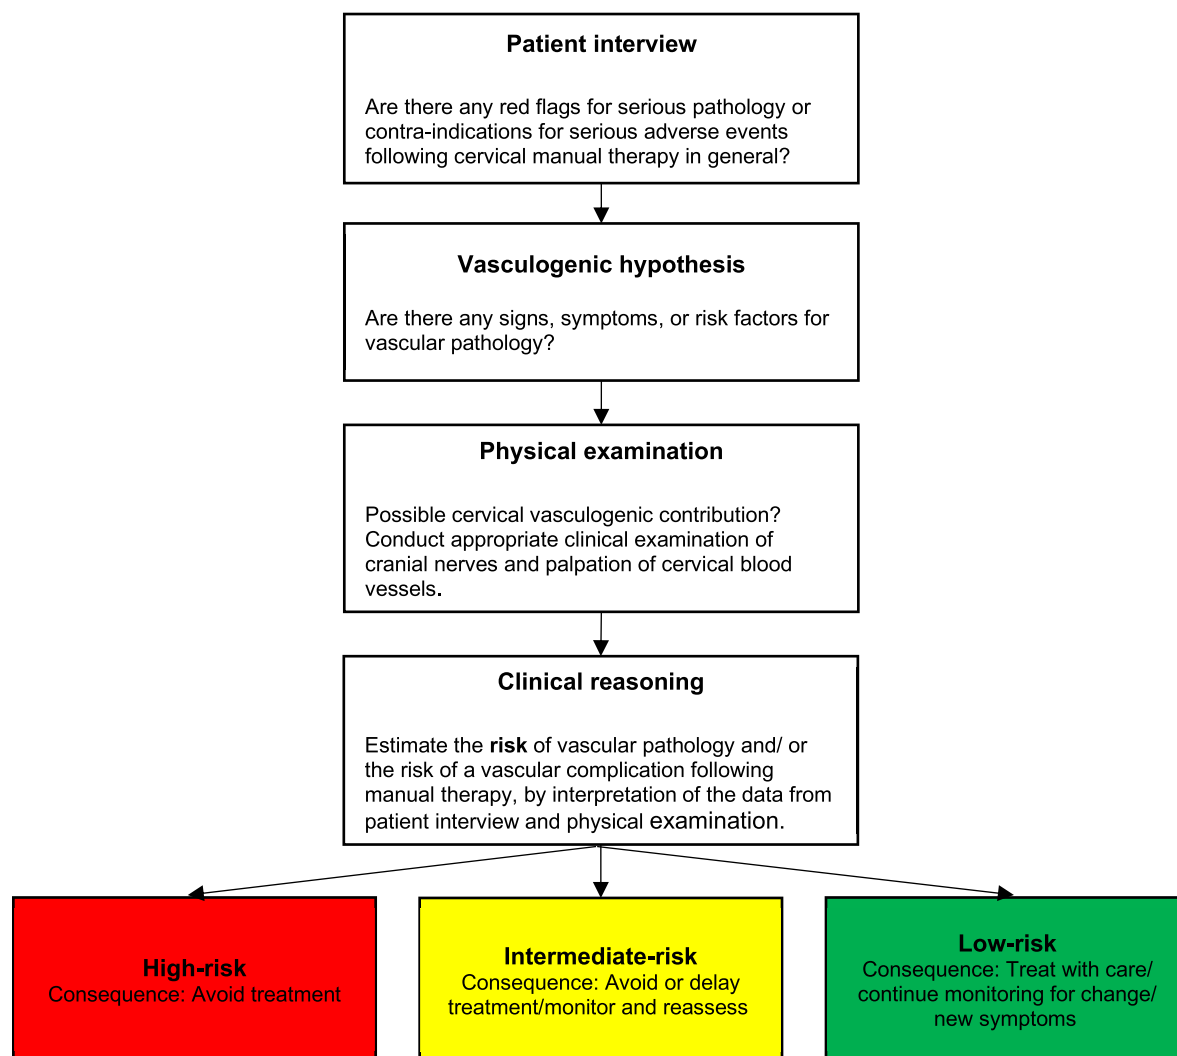 Patient interview
Are there any red flags for serious pathology or
contra-indications for serious adverse events
following cervical manual therapy in general?
Vasculogenic hypothesis
Are there any signs, symptoms, or risk factors for
vascular pathology?
Physical examination
Possible cervical vasculogenic contribution?
Conduct appropriate clinical examination of
cranial nerves and palpation of cervical blood
vessels.
Clinical reasoning
Estimate the risk of vascular pathology and/ or
the risk of a vascular complication following
manual therapy, by interpretation of the data from
patient interview and physical examination.
High-risk
Consequence: Avoid treatment
Intermediate-risk
Consequence: Avoid or delay
treatment/monitor and reassess
Low-risk
Consequence: Treat with care/
continue monitoring for change/
new symptoms